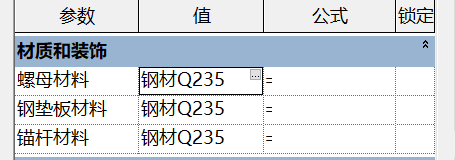 参数 值 公式 锁定
材质和装饰
螺母材料 钢材Q235 ... =
钢垫板材料 钢材Q235 =
锚杆材料 钢材Q235 =